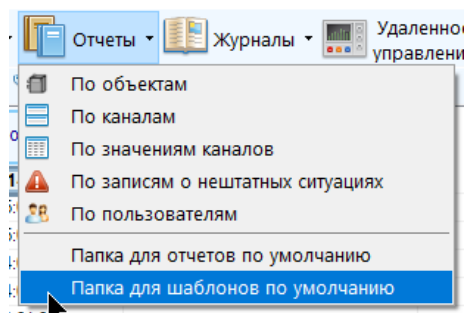 Отчеты
Журналы
Удаленно
управлени
По объектам
По каналам
По значениям каналов
По записям о нештатных ситуациях
По пользователям
Папка для отчетов по умолчанию
Папка для шаблонов по умолчанию